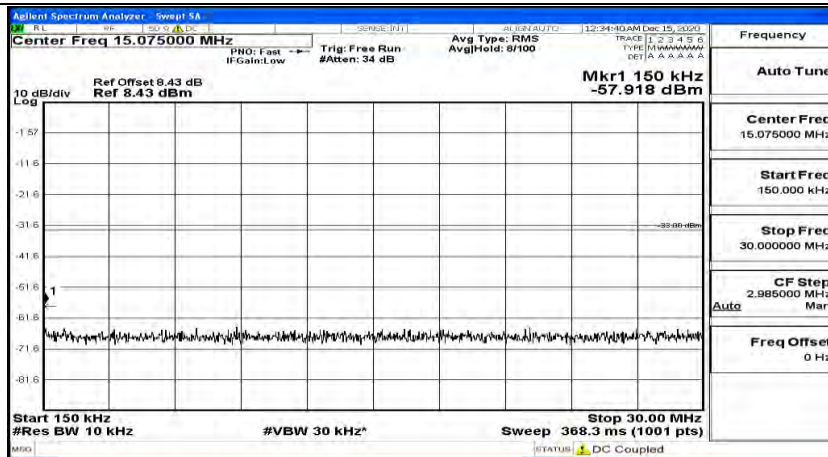 Agilent Spectrum Analyzer - Swept SA
RL RF 50 Ω DC SENSE:INT ALIGN AUTO 12:34:40 AM Dec 15, 2020
Center Freq 15.075000 MHz
PNO: Fast
IFGain:Low
Trig: Free Run
#Atten: 34 dB
Avg Type: RMS
Avg|Hold: 8/100
TRACE 1 2 3 4 5 6
TYPE M W W W W W
DET A A A A A A
Ref Offset 8.43 dB
10 dB/div Ref 8.43 dBm
Log
Mkr1 150 kHz
-57.918 dBm
-1.57
-11.6
-21.6
-31.6
-33.00 dBm
-41.6
-51.6
1
-61.6
-71.6
-81.6
Start 150 kHz
Stop 30.00 MHz
#Res BW 10 kHz #VBW 30 kHz* Sweep 368.3 ms (1001 pts)
MSG STATUS DC Coupled
Frequency
Auto Tune
Center Freq
15.075000 MHz
Start Freq
150.000 kHz
Stop Freq
30.000000 MHz
CF Step
2.985000 MHz
Auto Man
Freq Offset
0 Hz